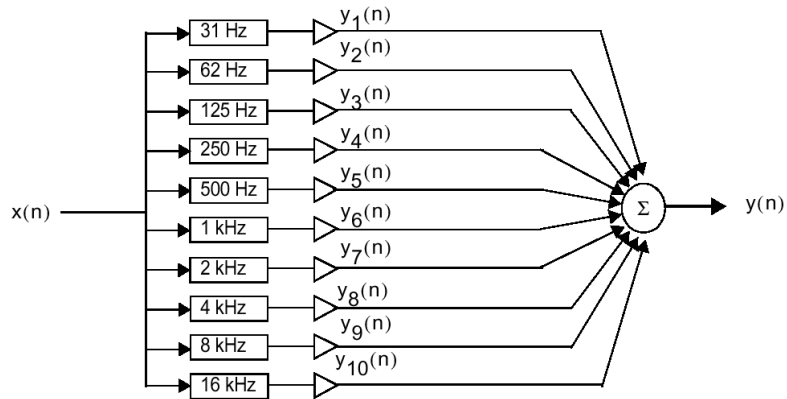 31 Hz y1(n)
62 Hz y2(n)
125 Hz y3(n)
250 Hz y4(n)
500 Hz y5(n)
x(n) Σ y(n)
1 kHz y6(n)
2 kHz y7(n)
4 kHz y8(n)
8 kHz y9(n)
16 kHz y10(n)